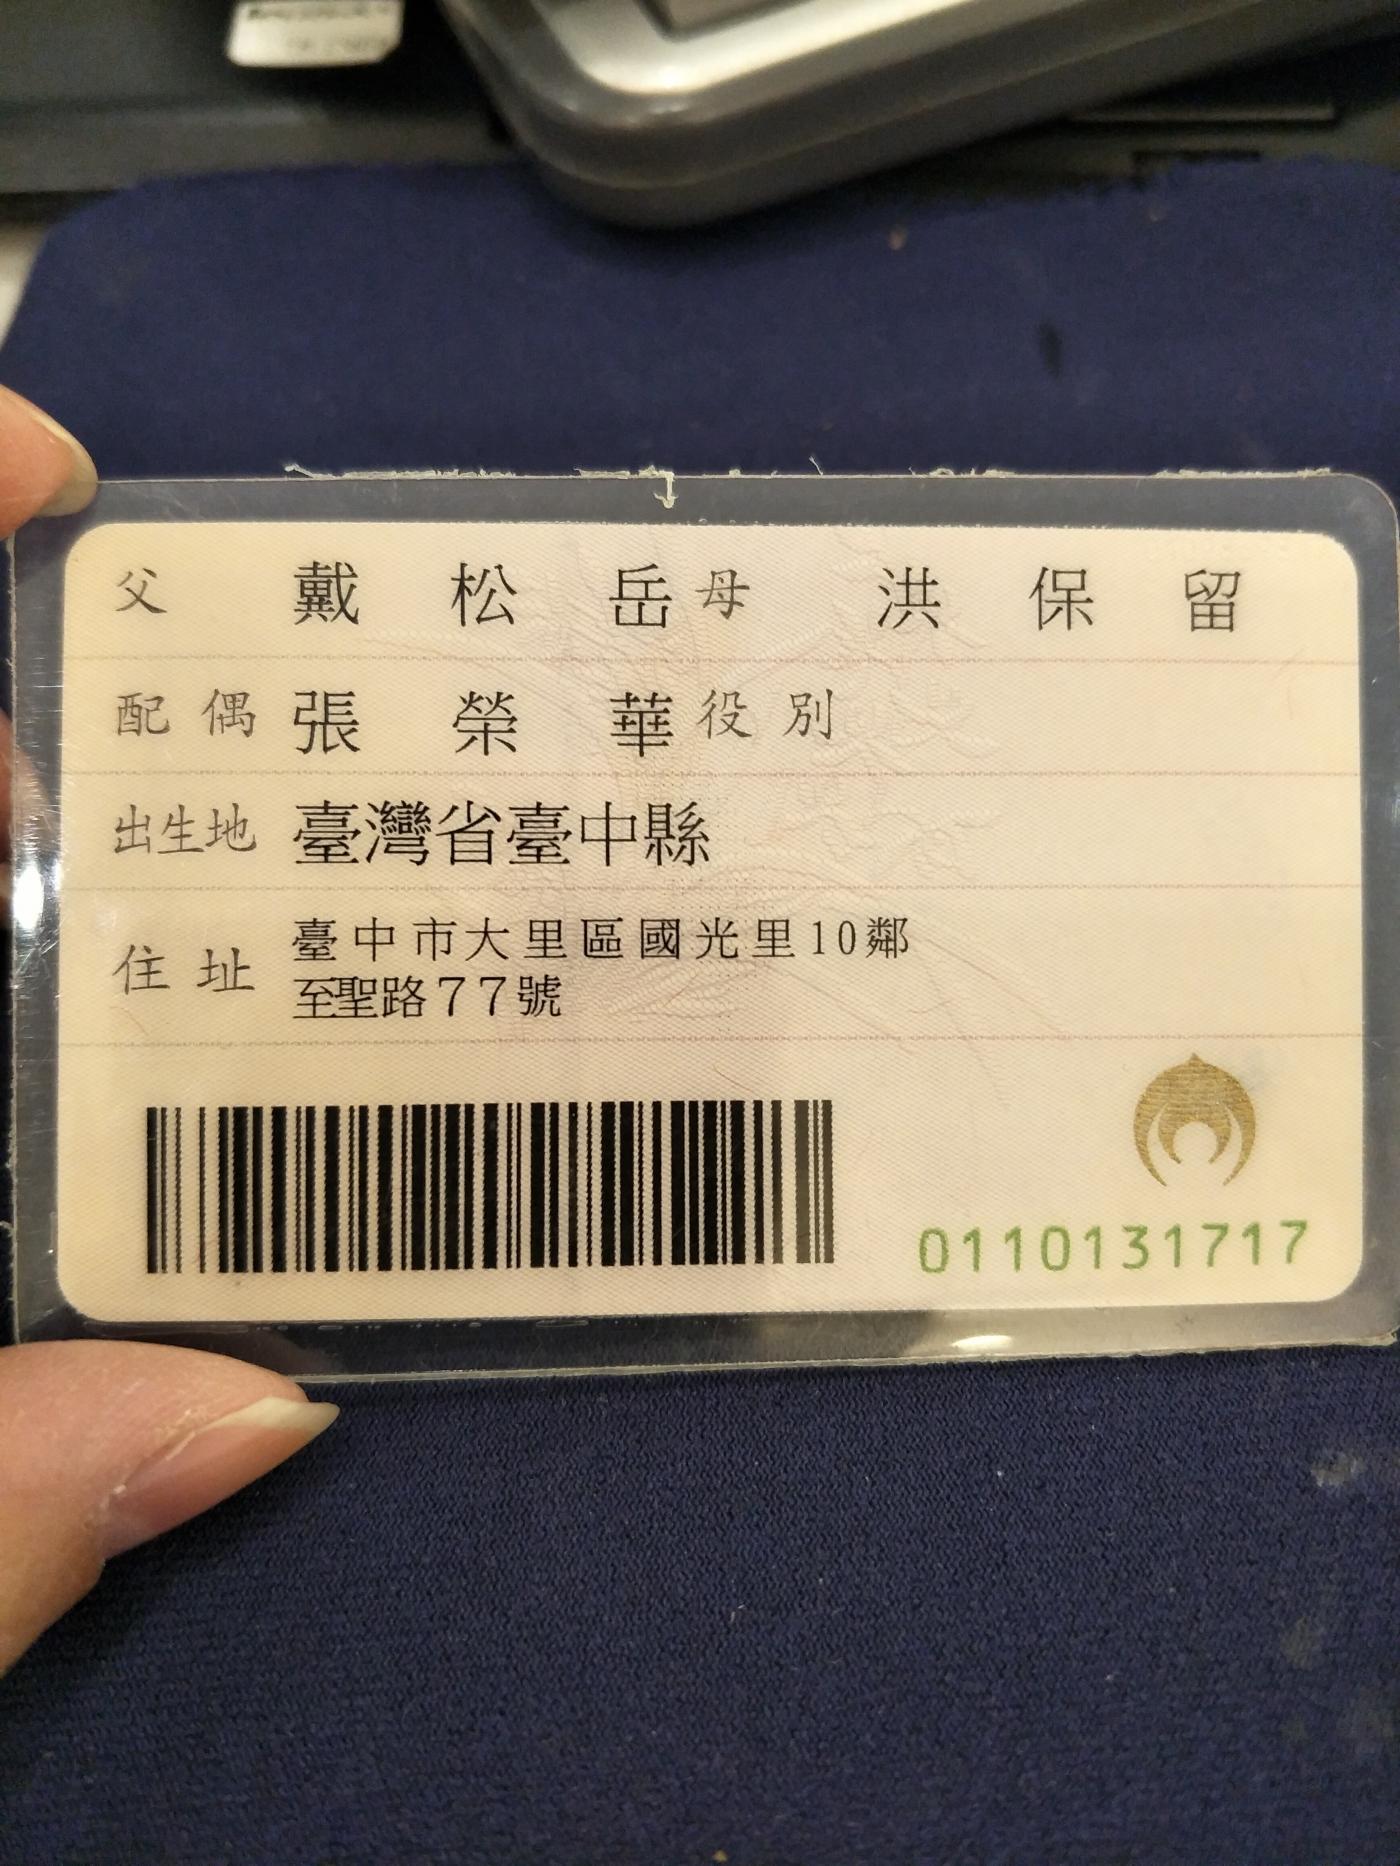 父 戴松岳 母 洪保留
配偶 張榮華 役別
出生地 臺灣省臺中縣
住址 臺中市大里區國光里10鄰
至聖路77號
0110131717